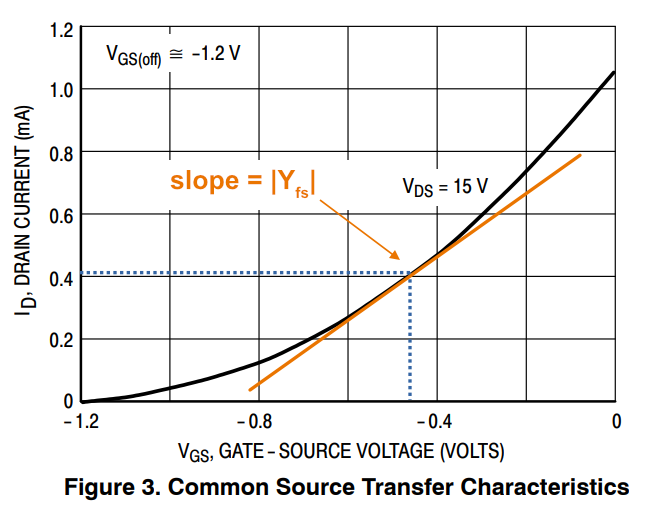 1.2
VGS(off) ≅ −1.2 V
1.0
0.8
slope = |Yfs|
VDS = 15 V
0.6
0.4
0.2
0
−1.2
−0.8
−0.4
0
ID, DRAIN CURRENT (mA)
VGS, GATE−SOURCE VOLTAGE (VOLTS)
Figure 3. Common Source Transfer Characteristics